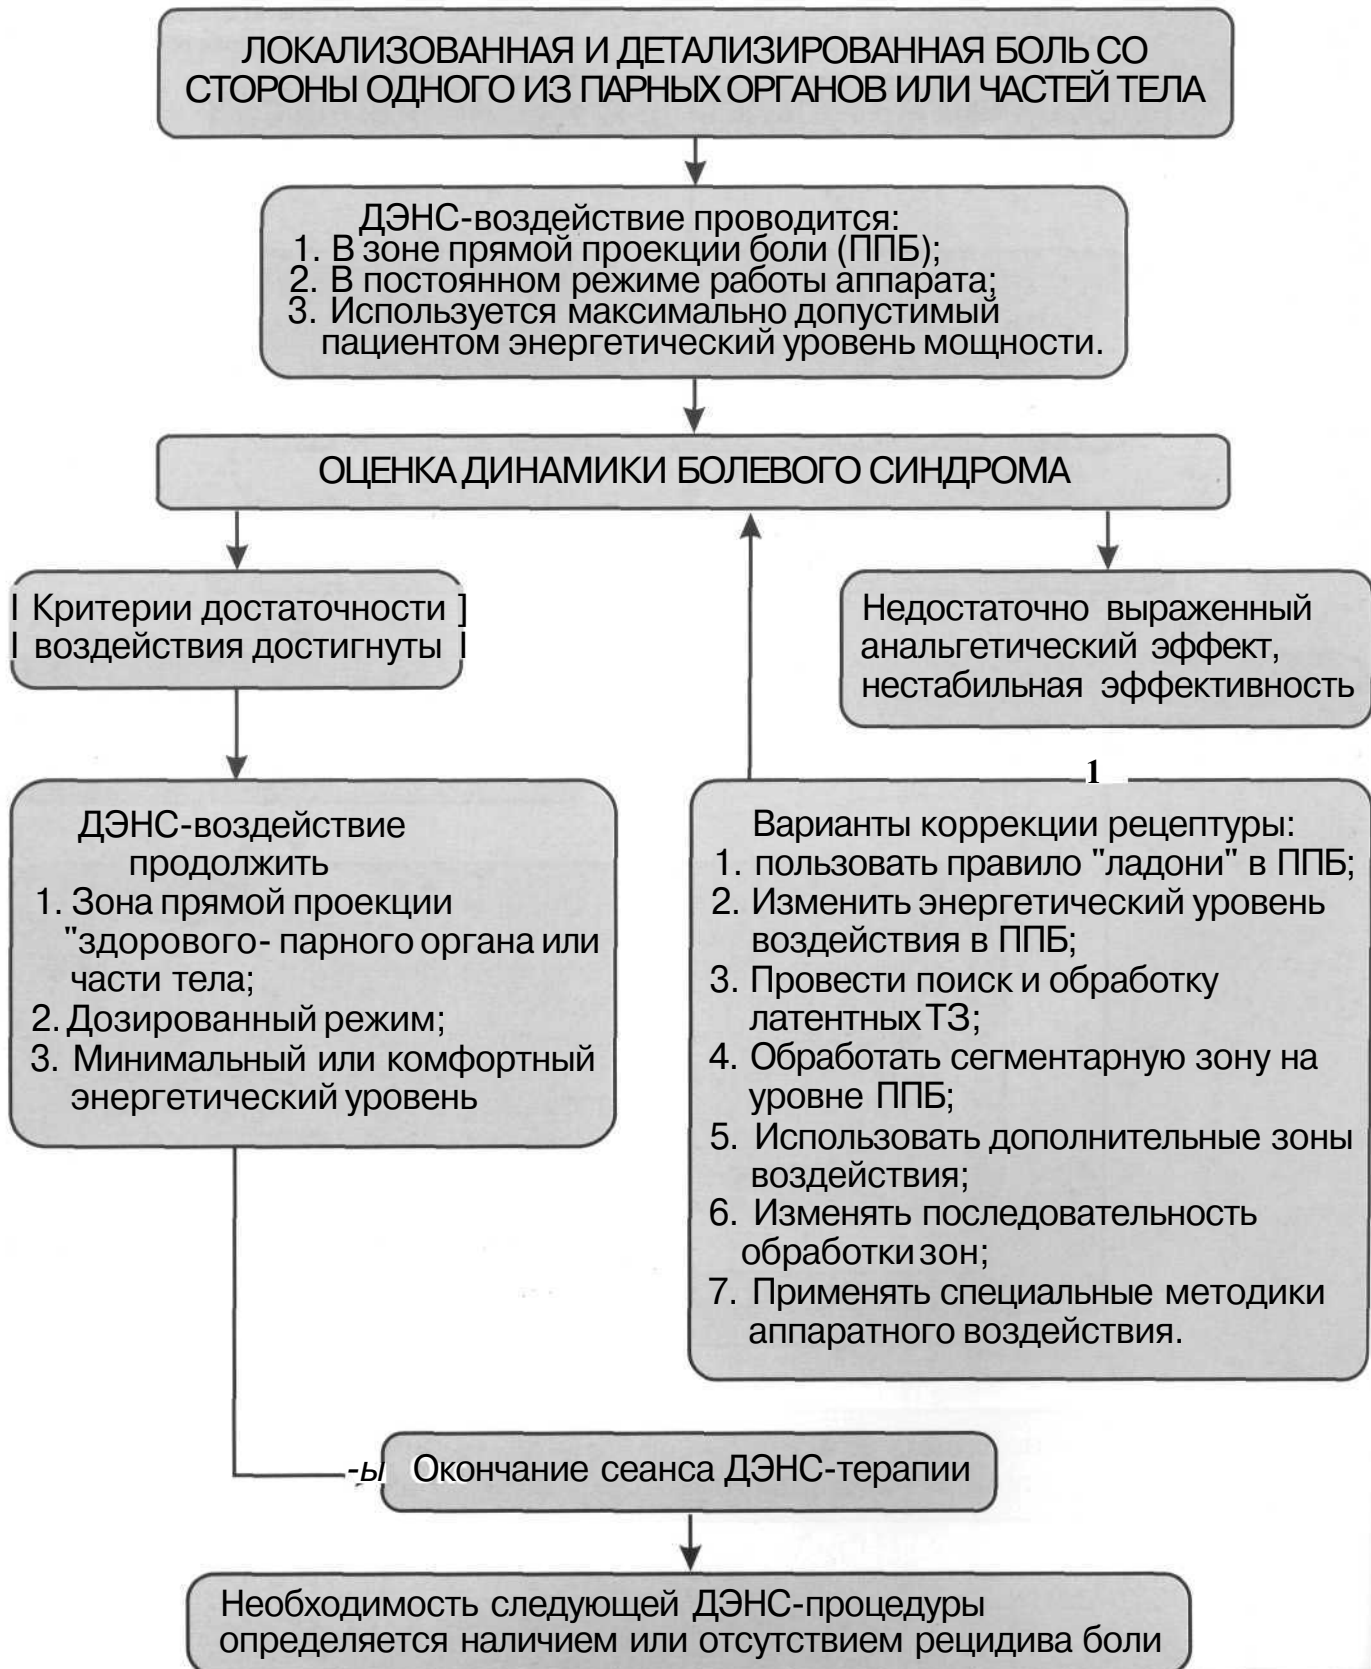 ЛОКАЛИЗОВАННАЯ И ДЕТАЛИЗИРОВАННАЯ БОЛЬ СО
СТОРОНЫ ОДНОГО ИЗ ПАРНЫХ ОРГАНОВ ИЛИ ЧАСТЕЙ ТЕЛА
ДЭНС-воздействие проводится:
1. В зоне прямой проекции боли (ППБ);
2. В постоянном режиме работы аппарата;
3. Используется максимально допустимый
пациентом энергетический уровень мощности.
ОЦЕНКА ДИНАМИКИ БОЛЕВОГО СИНДРОМА
| Критерии достаточности ]
| воздействия достигнуты |
Недостаточно выраженный
анальгетический эффект,
нестабильная эффективность
ДЭНС-воздействие
продолжить
1. Зона прямой проекции
"здорового- парного органа или
части тела;
2. Дозированный режим;
3. Минимальный или комфортный
энергетический уровень
1
Варианты коррекции рецептуры:
1. пользовать правило "ладони" в ППБ;
2. Изменить энергетический уровень
воздействия в ППБ;
3. Провести поиск и обработку
латентных ТЗ;
4. Обработать сегментарную зону на
уровне ППБ;
5. Использовать дополнительные зоны
воздействия;
6. Изменять последовательность
обработки зон;
7. Применять специальные методики
аппаратного воздействия.
-ы Окончание сеанса ДЭНС-терапии
Необходимость следующей ДЭНС-процедуры
определяется наличием или отсутствием рецидива боли